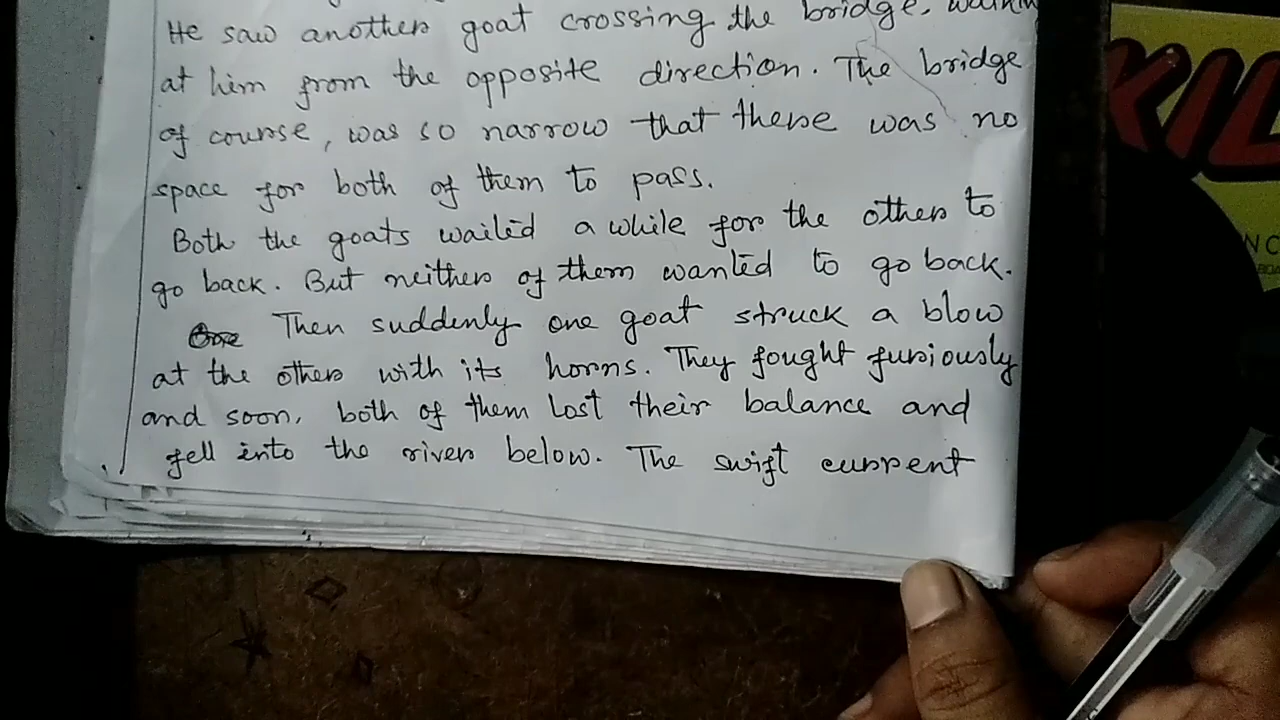 He saw another goat crossing the bridge,
at him from the opposite direction. The bridge
of course, was so narrow that there was no
space for both of them to pass.
Both the goats waited a while for the other to
go back. But neither of them wanted to go back.
Then suddenly one goat struck a blow
at the other with its horns. They fought furiously
and soon, both of them lost their balance and
fell into the river below. The swift current